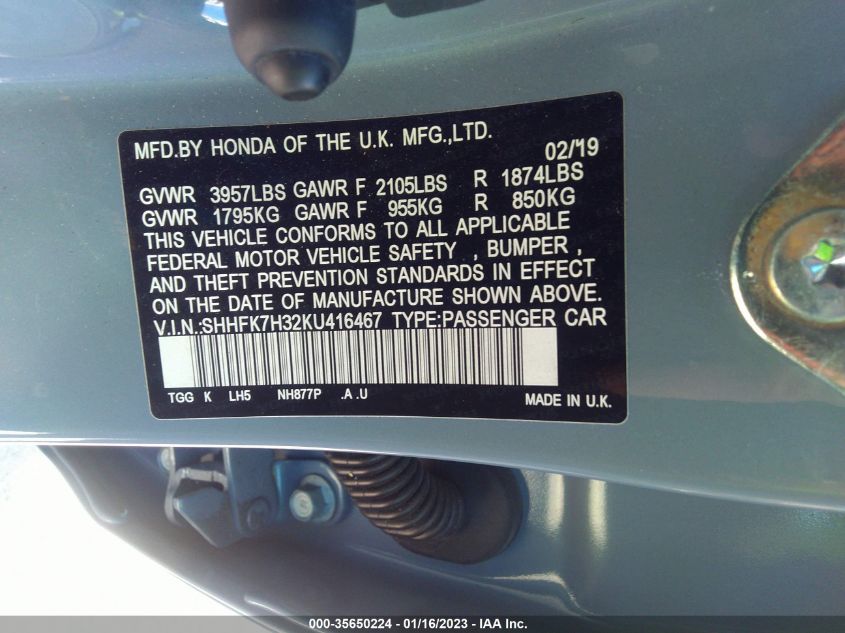 MFD.BY HONDA OF THE U.K. MFG.,LTD.
02/19
GVWR 3957LBS GAWR F 2105LBS R 1874LBS
GVWR 1795KG GAWR F 955KG R 850KG
THIS VEHICLE CONFORMS TO ALL APPLICABLE
FEDERAL MOTOR VEHICLE SAFETY , BUMPER ,
AND THEFT PREVENTION STANDARDS IN EFFECT
ON THE DATE OF MANUFACTURE SHOWN ABOVE.
V.I.N.:SHHFK7H32KU416467 TYPE:PASSENGER CAR
TGG K LH5 NH877P .A .U MADE IN U.K.
000-35650224 - 01/16/2023 - IAA Inc.